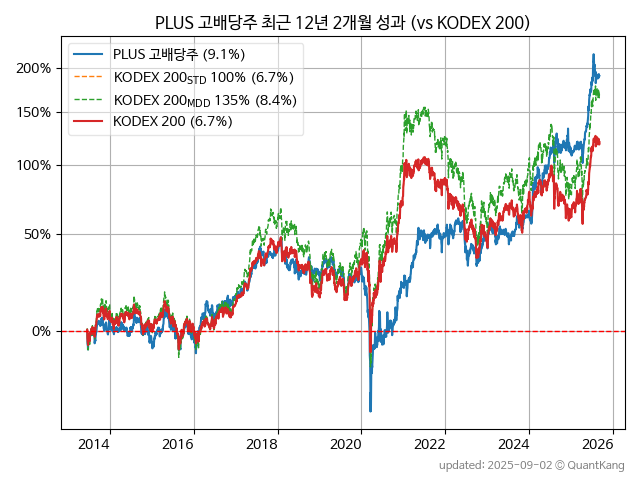 PLUS 고배당주 최근 12년 2개월 성과 (vs KODEX 200)
PLUS 고배당주 (9.1%)
KODEX 200STD 100% (6.7%)
KODEX 200MDD 135% (8.4%)
KODEX 200 (6.7%)
200%
150%
100%
50%
0%
2014 2016 2018 2020 2022 2024 2026
updated: 2025-09-02 © QuantKang